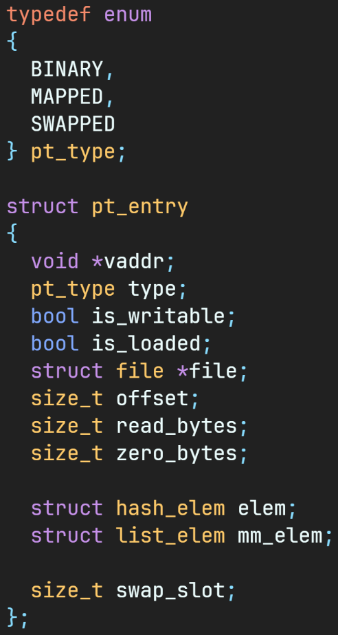 typedef enum
{
  BINARY,
  MAPPED,
  SWAPPED
} pt_type;

struct pt_entry
{
  void *vaddr;
  pt_type type;
  bool is_writable;
  bool is_loaded;
  struct file *file;
  size_t offset;
  size_t read_bytes;
  size_t zero_bytes;

  struct hash_elem elem;
  struct list_elem mm_elem;

  size_t swap_slot;
};